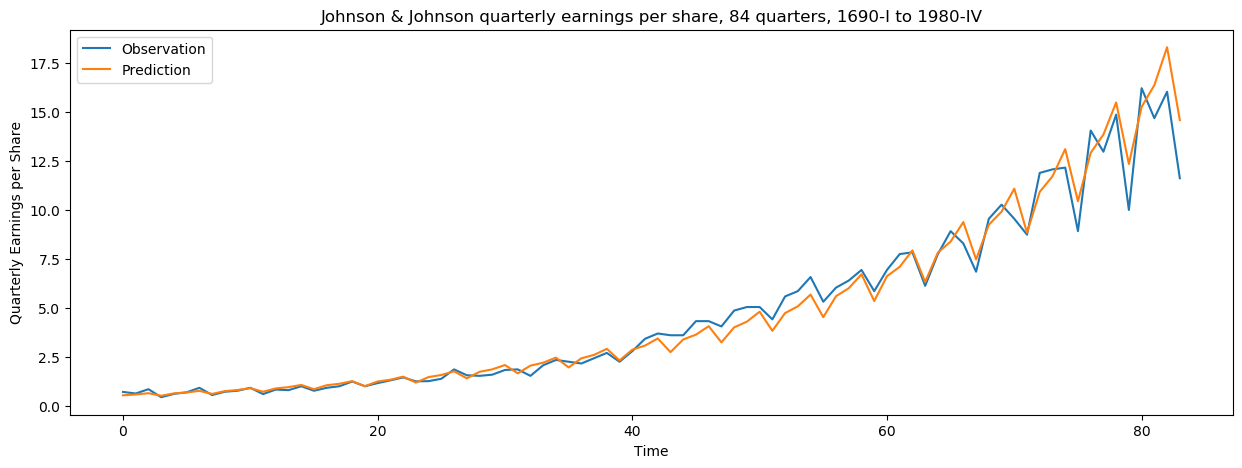 Johnson & Johnson quarterly earnings per share, 84 quarters, 1690-I to 1980-IV
Observation
Prediction
17.5
15.0
12.5
10.0
7.5
5.0
2.5
0.0
Quarterly Earnings per Share
0
20
40
60
80
Time